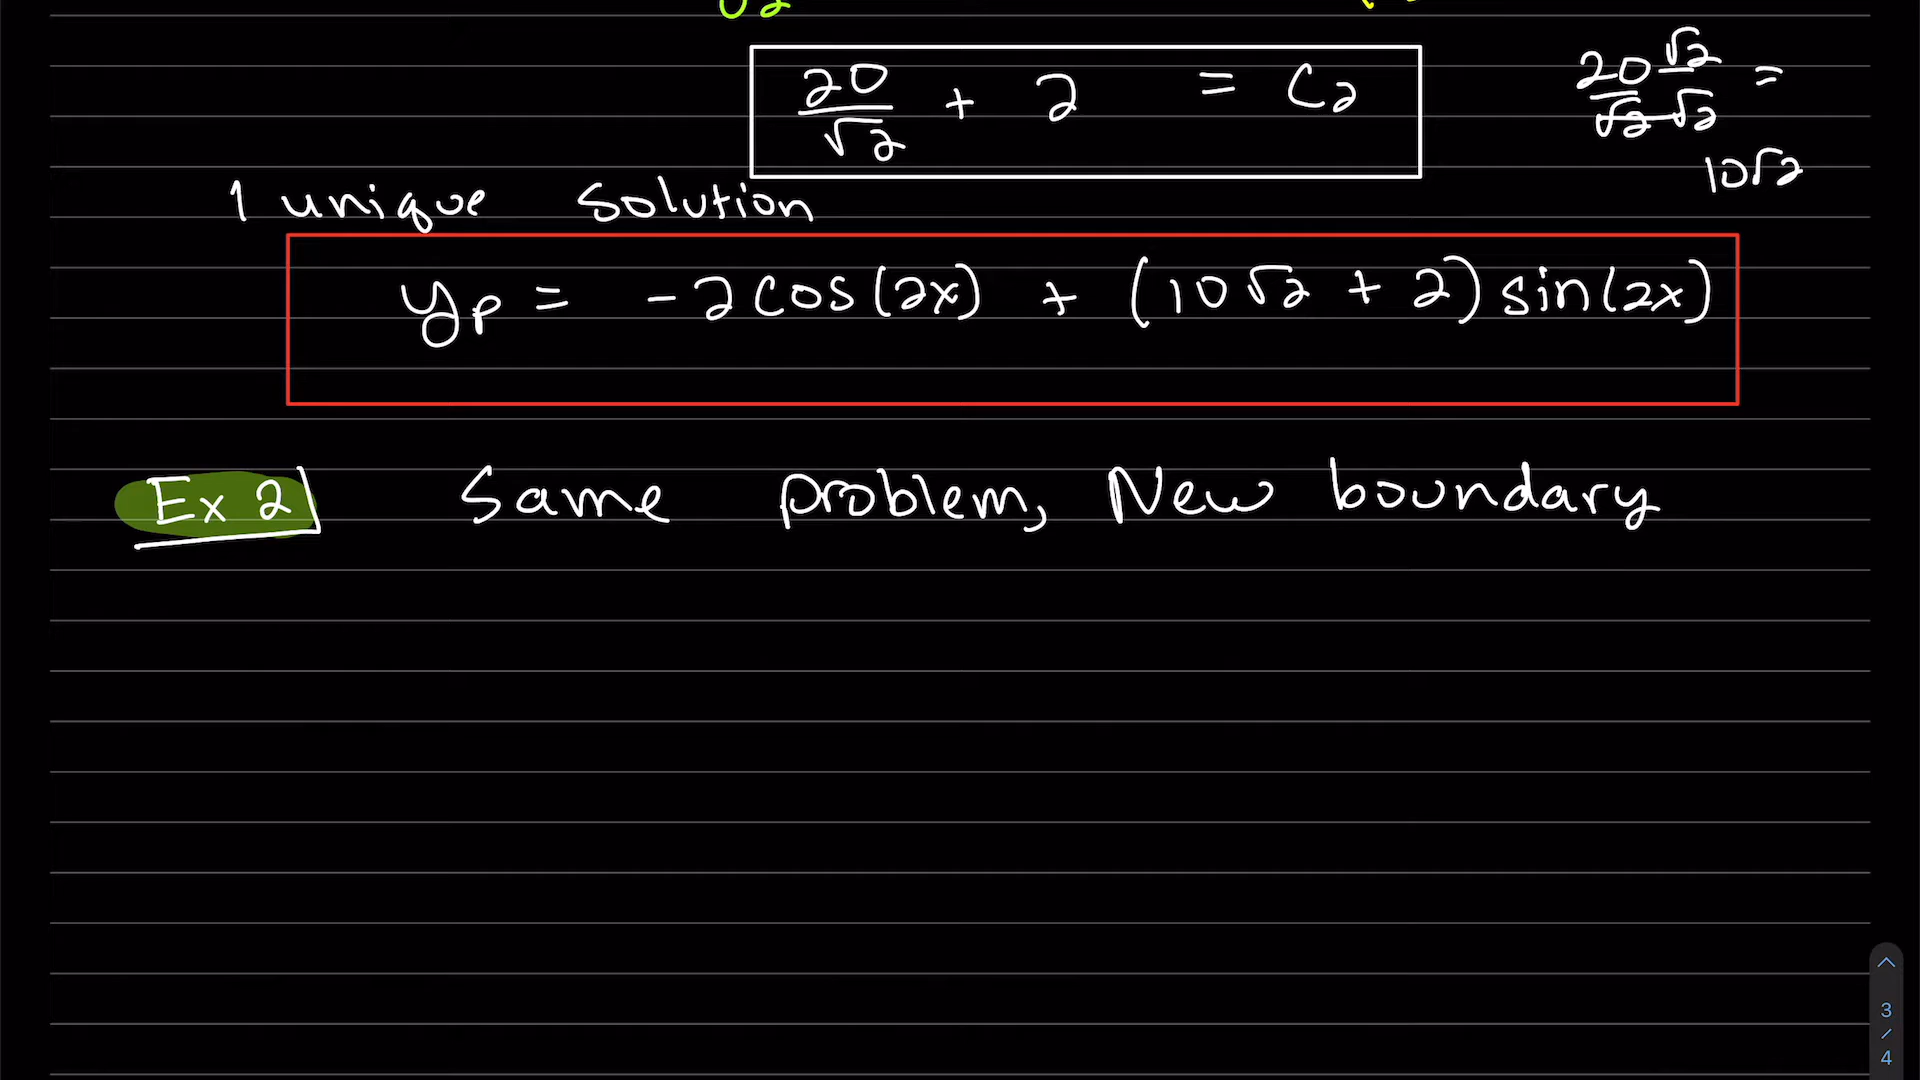 20/√2 + 2 = C2
20/√2 √2/√2 =
10√2
1 unique solution
yp = -2cos(2x) + (10√2 + 2) sin(2x)
Ex 2 Same problem, New boundary
3
/
4